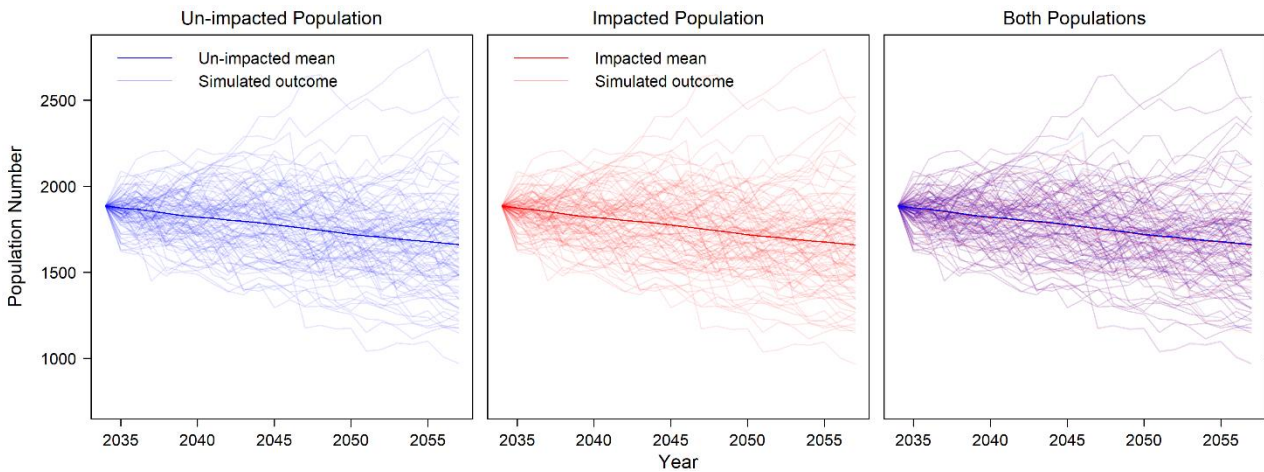 Un-impacted Population
Impacted Population
Both Populations
Un-impacted mean
Simulated outcome
Impacted mean
Simulated outcome
Population Number
2500
2000
1500
1000
2035 2040 2045 2050 2055
2035 2040 2045 2050 2055
2035 2040 2045 2050 2055
Year